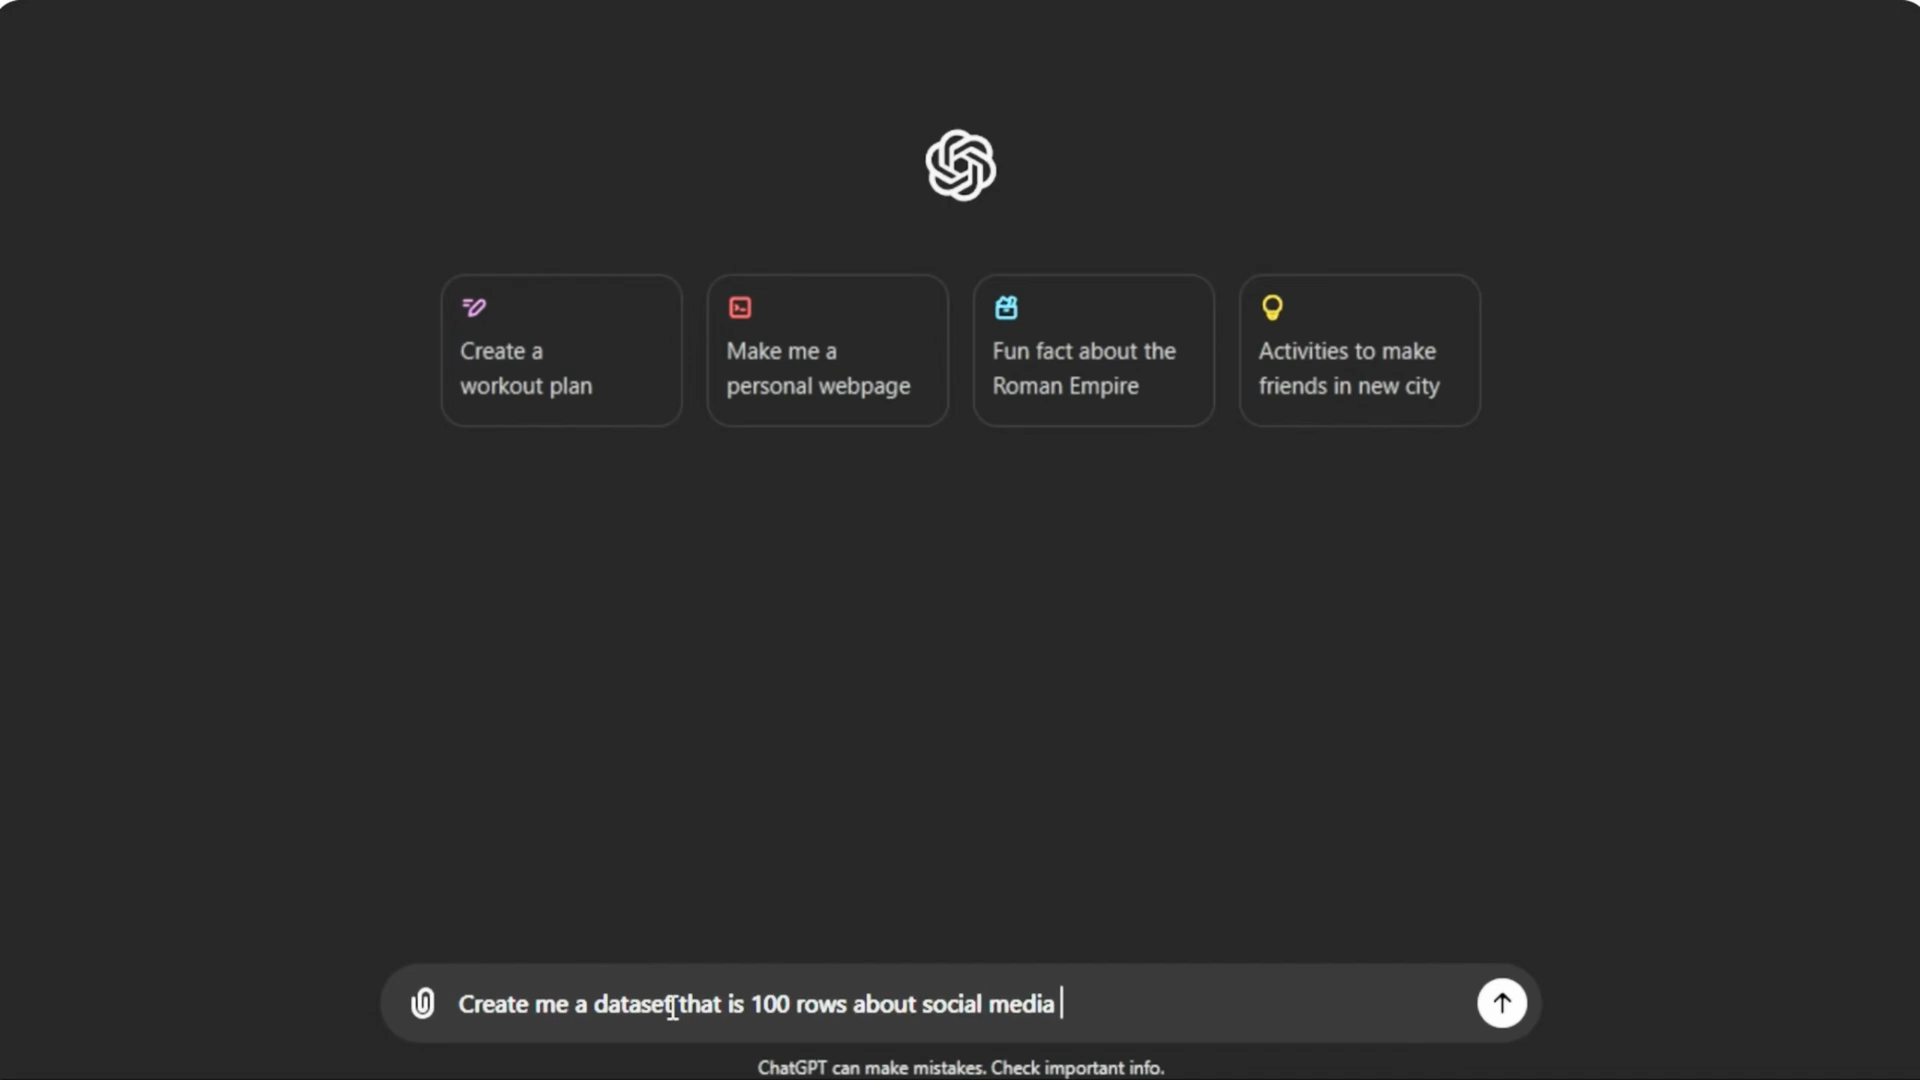 Create a
workout plan
Make me a
personal webpage
Fun fact about the
Roman Empire
Activities to make
friends in new city
Create me a dataset that is 100 rows about social media
ChatGPT can make mistakes. Check important info.